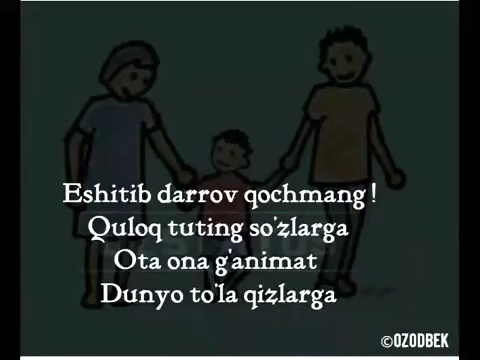 Eshitib darrov qochmang !
Quloq tuting so'zlarga
Ota ona g'animat
Dunyo to'la qizlarga
©OZODBEK